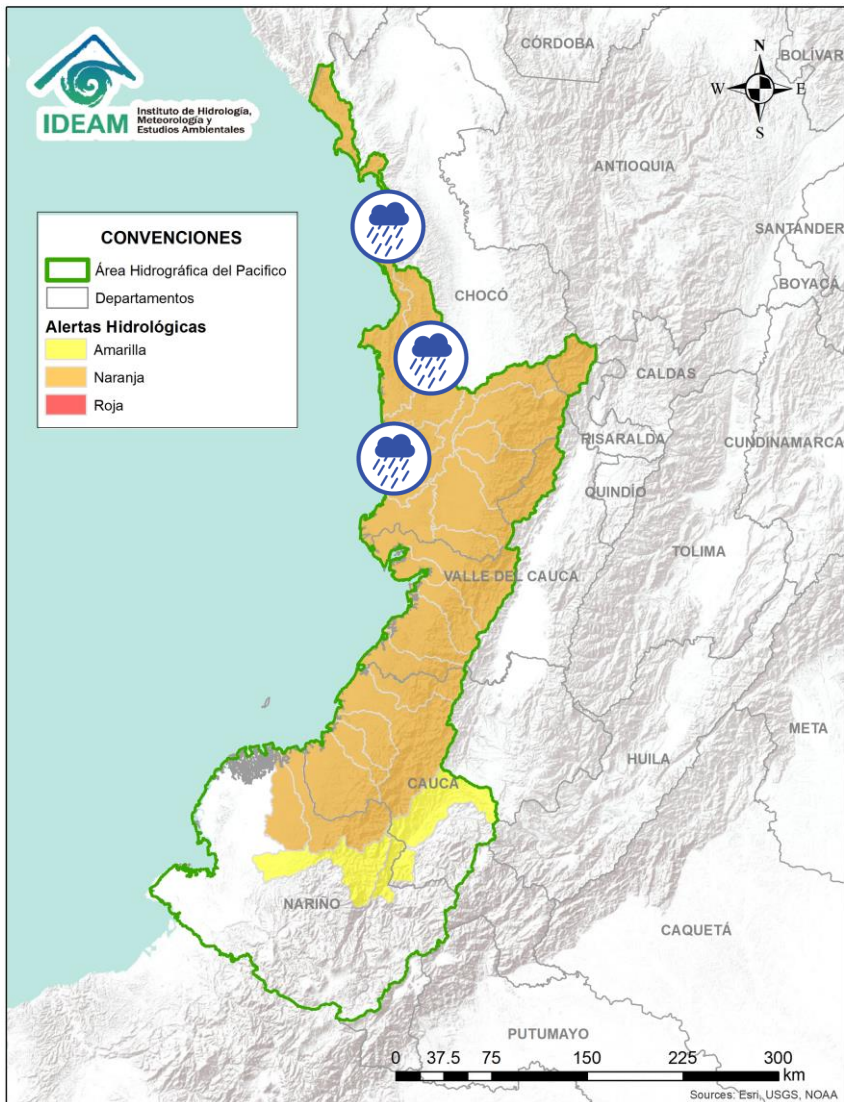 IDEAM
Instituto de Hidrología,
Meteorología y
Estudios Ambientales
CÓRDOBA
BOLÍVAR
N
W
E
S
ANTIOQUIA
SANTANDER
BOYACÁ
CONVENCIONES
Área Hidrográfica del Pacifico
Departamentos
Alertas Hidrológicas
Amarilla
Naranja
Roja
CHOCÓ
CALDAS
RISARALDA
CUNDINAMARCA
QUINDÍO
TOLIMA
VALLE DEL CAUCA
META
HUILA
CAUCA
NARIÑO
CAQUETÁ
PUTUMAYO
0 37.5 75 150 225 300
km
Sources: Esri, USGS, NOAA